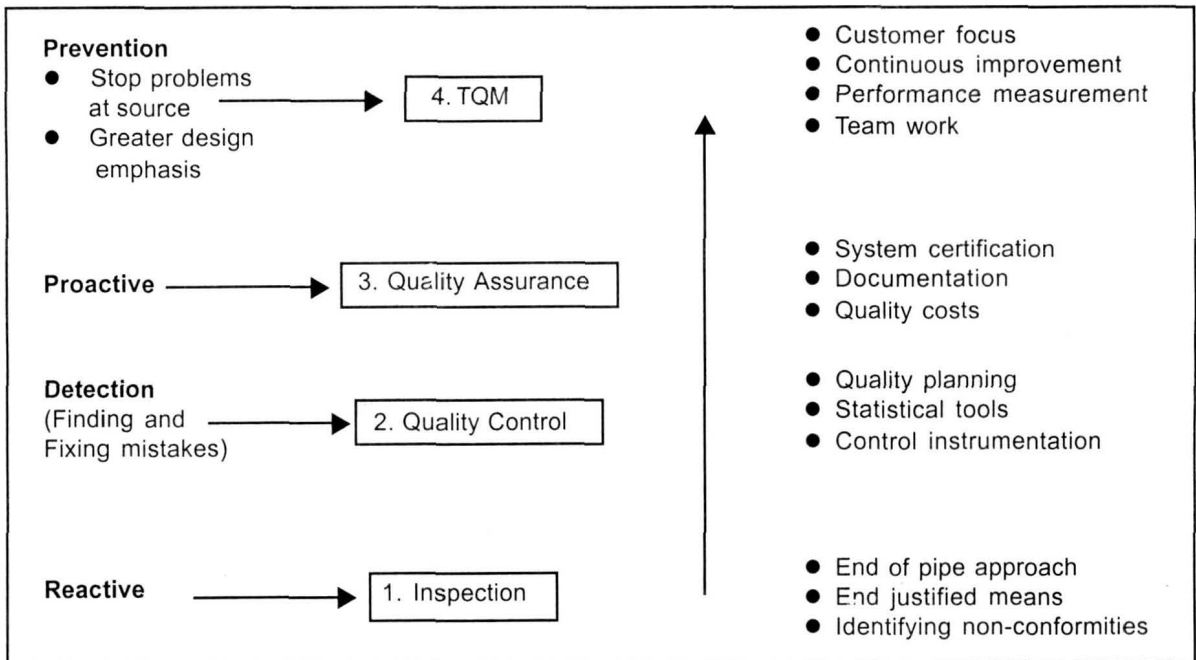 Prevention
● Stop problems
at source
● Greater design
emphasis
4. TQM
● Customer focus
● Continuous improvement
● Performance measurement
● Team work
Proactive
3. Quality Assurance
● System certification
● Documentation
● Quality costs
Detection
(Finding and
Fixing mistakes)
2. Quality Control
● Quality planning
● Statistical tools
● Control instrumentation
Reactive
1. Inspection
● End of pipe approach
● End justified means
● Identifying non-conformities